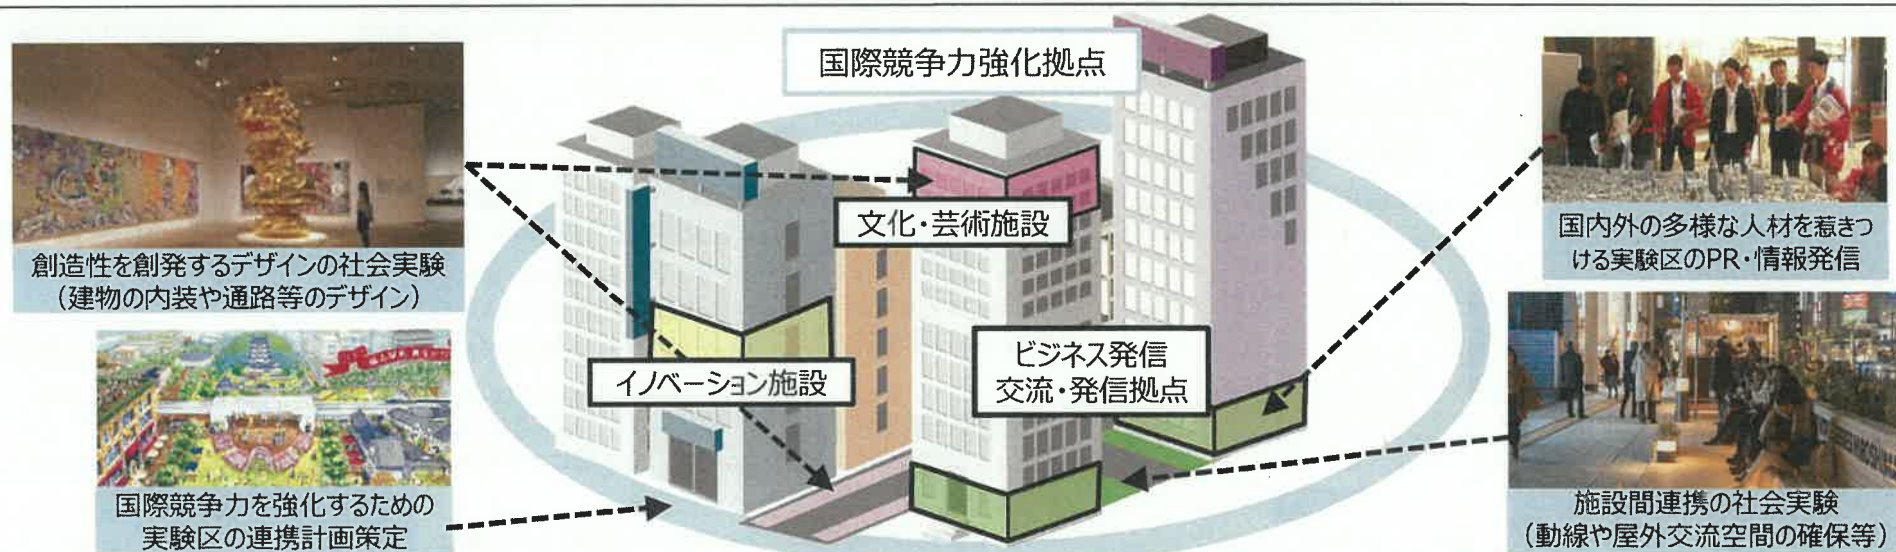 国際競争力強化拠点
創造性を創発するデザインの社会実験
（建物の内装や通路等のデザイン）
国際競争力を強化するための
実験区の連携計画策定
文化・芸術施設
イノベーション施設
ビジネス発信
交流・発信拠点
国内外の多様な人材を惹きつ
ける実験区のPR・情報発信
施設間連携の社会実験
（動線や屋外交流空間の確保等）